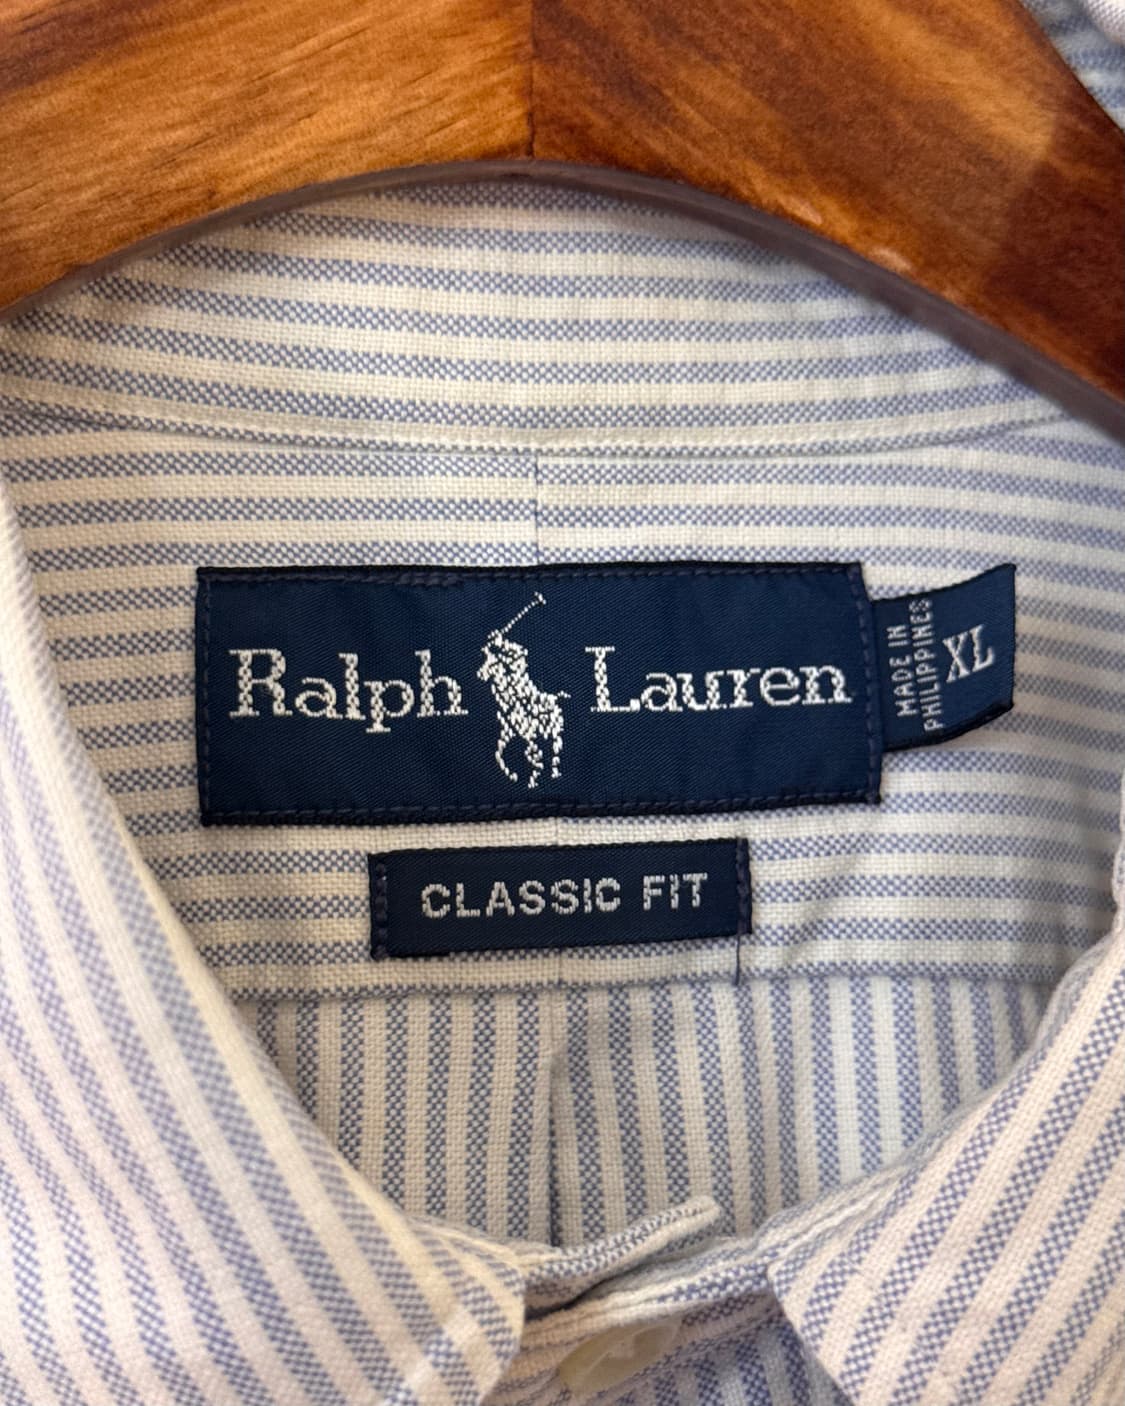 Ralph Lauren
MADE IN
PHILIPPINES
XL
CLASSIC FIT